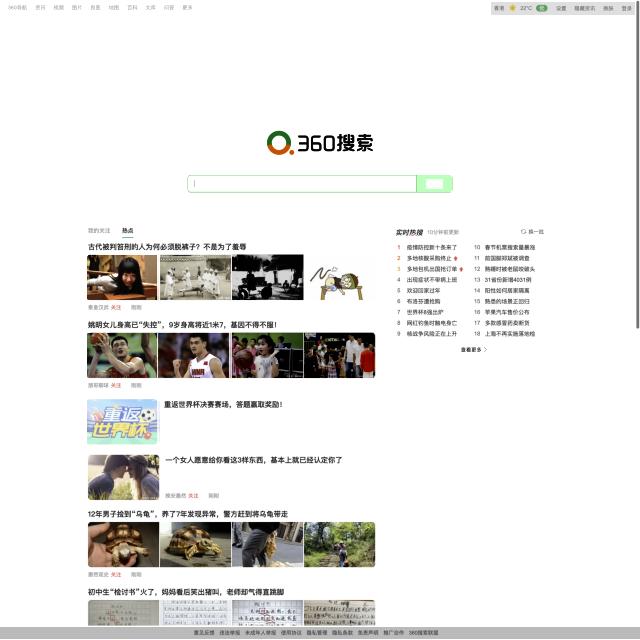 360导航 资讯 视频 图片 良医 地图 百科 文库 问答 更多
香港 22°C 优 设置 隐藏资讯 换肤 登录
360搜索
我的关注 热点
古代被判笞刑的人为何必须脱裤子？不是为了羞辱
关注 刚刚
姚明女儿身高已“失控”，9岁身高将近1米7，基因不得不服！
关注 刚刚
重返世界杯
重返世界杯决赛赛场，答题赢取奖励！
一个女人愿意给你看这3样东西，基本上就已经认定你了
关注 刚刚
12年男子捡到“乌龟”，养了7年发现异常，警方赶到将乌龟带走
关注 刚刚
初中生“检讨书”火了，妈妈看后笑出猪叫，老师却气得直跳脚
实时热搜 10分钟前更新 换一批
1 疫情防控新十条来了
2 多地核酸采购终止
3 多地包机出国抢订单
4 出现症状不带病上班
5 欢迎回家过年
6 布洛芬遭抢购
7 世界杯8强出炉
8 网红钓鱼时触电身亡
9 核战争风险正在上升
10 春节机票搜索量暴涨
11 前国脚郑斌被调查
12 熟睡时被老鼠咬破头
13 31省份新增4031例
14 阳性如何居家隔离
15 熟悉的场景正回归
16 苹果汽车售价公布
17 多款感冒药卖断货
18 上海不再实施落地检
查看更多
意见反馈 违法举报 未成年人举报 使用协议 隐私管理 隐私条款 免责声明 推广合作 360搜索联盟